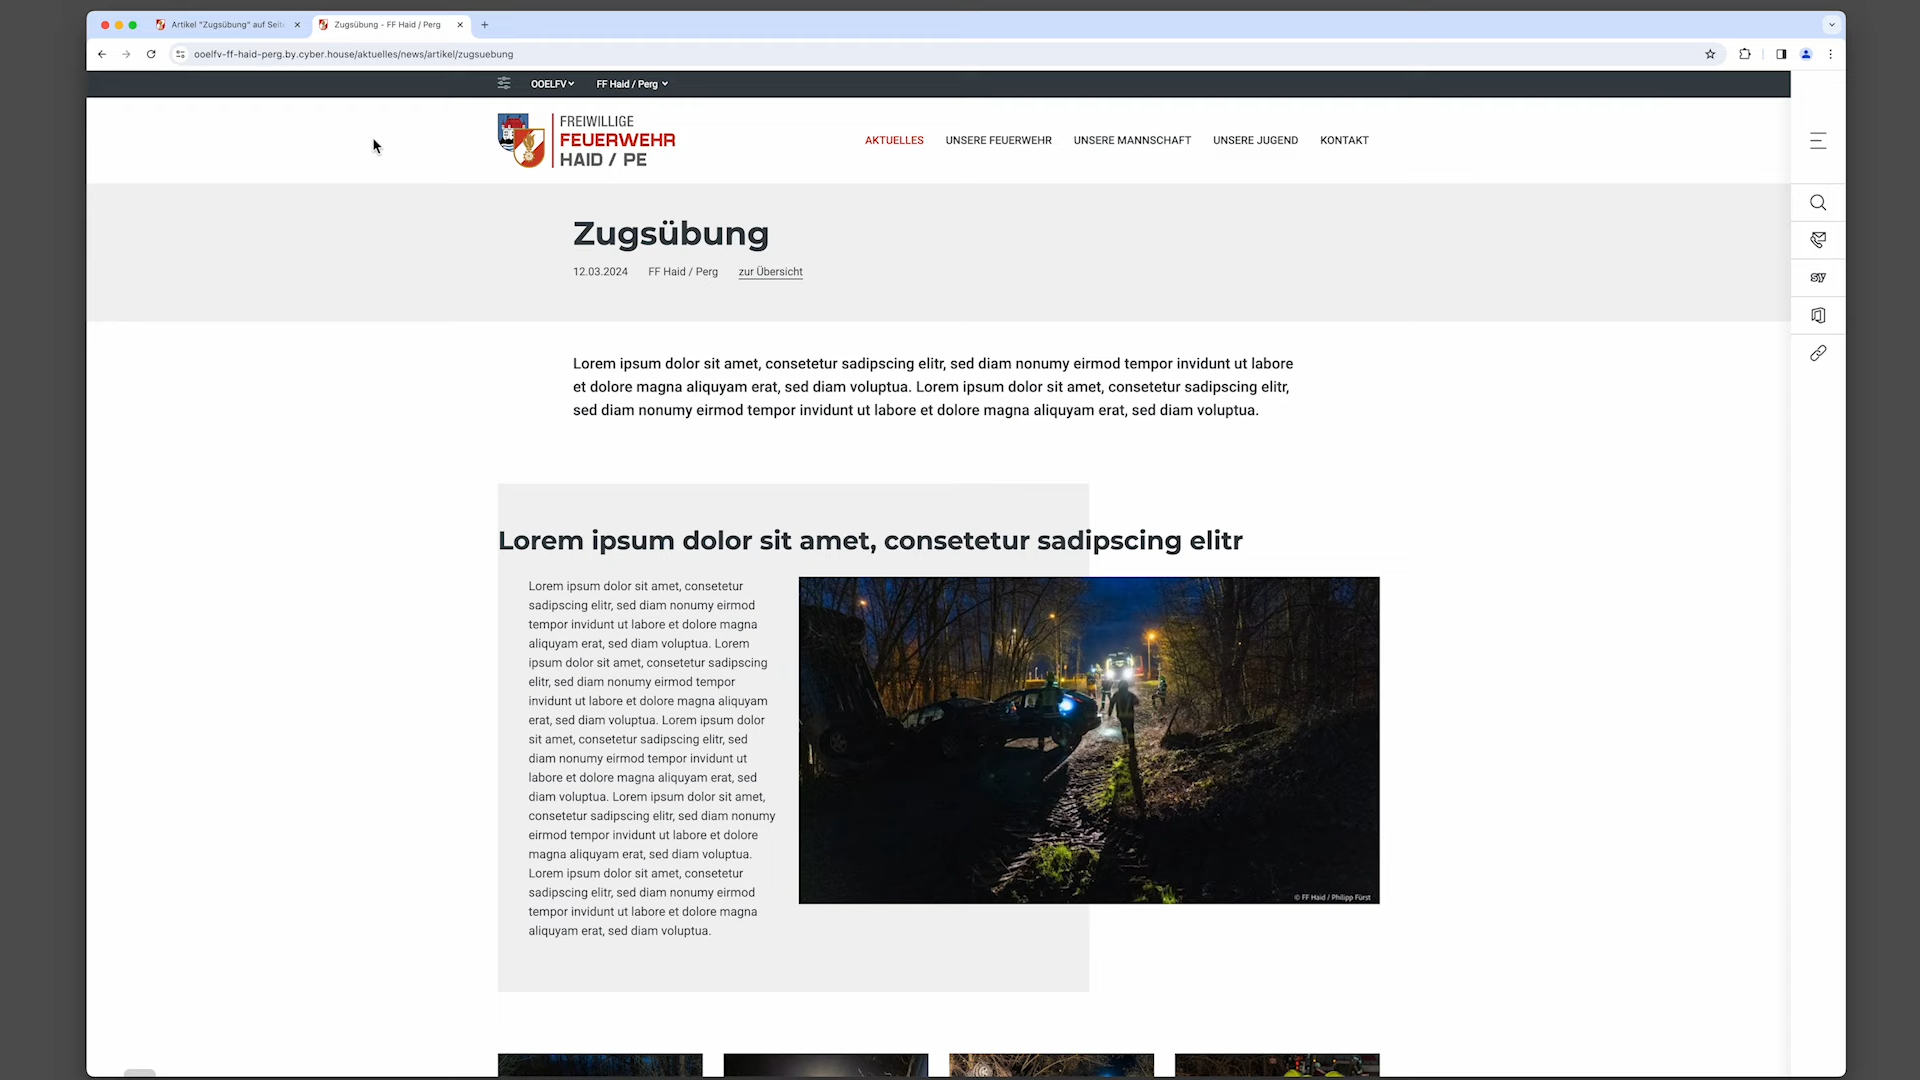 Artikel "Zugsübung" auf Seit
Zugsübung - FF Haid / Perg
ooelfv-ff-haid-perg.by.cyber.house/aktuelles/news/artikel/zugsuebung
OOELFV
FF Haid / Perg
FREIWILLIGE
FEUERWEHR
HAID / PE
AKTUELLES
UNSERE FEUERWEHR
UNSERE MANNSCHAFT
UNSERE JUGEND
KONTAKT
Zugsübung
12.03.2024
FF Haid / Perg
zur Übersicht
sy
Lorem ipsum dolor sit amet, consetetur sadipscing elitr, sed diam nonumy eirmod tempor invidunt ut labore
et dolore magna aliquyam erat, sed diam voluptua. Lorem ipsum dolor sit amet, consetetur sadipscing elitr,
sed diam nonumy eirmod tempor invidunt ut labore et dolore magna aliquyam erat, sed diam voluptua.
Lorem ipsum dolor sit amet, consetetur sadipscing elitr
Lorem ipsum dolor sit amet, consetetur
sadipscing elitr, sed diam nonumy eirmod
tempor invidunt ut labore et dolore magna
aliquyam erat, sed diam voluptua. Lorem
ipsum dolor sit amet, consetetur sadipscing
elitr, sed diam nonumy eirmod tempor
invidunt ut labore et dolore magna aliquyam
erat, sed diam voluptua. Lorem ipsum dolor
sit amet, consetetur sadipscing elitr, sed
diam nonumy eirmod tempor invidunt ut
labore et dolore magna aliquyam erat, sed
diam voluptua. Lorem ipsum dolor sit amet,
consetetur sadipscing elitr, sed diam nonumy
eirmod tempor invidunt ut labore et dolore
magna aliquyam erat, sed diam voluptua.
Lorem ipsum dolor sit amet, consetetur
sadipscing elitr, sed diam nonumy eirmod
tempor invidunt ut labore et dolore magna
aliquyam erat, sed diam voluptua.
© FF Haid / Philipp Fürst